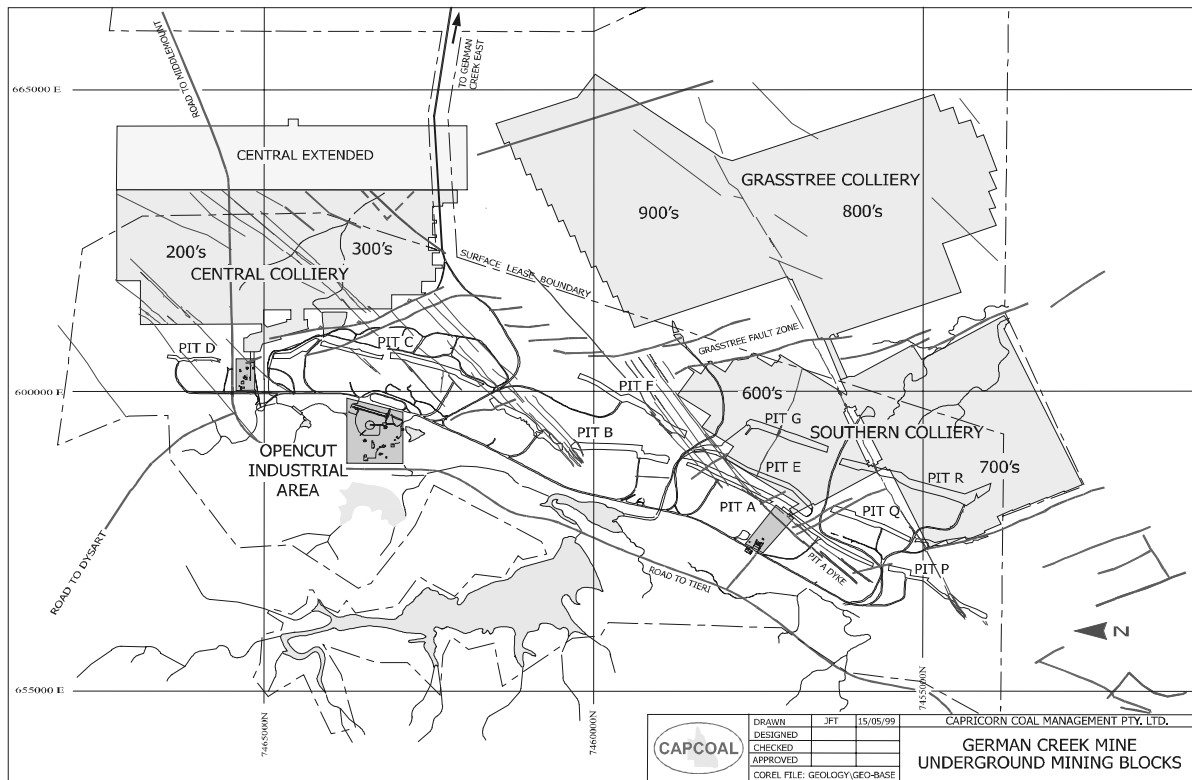 ROAD TO MIDDLEMOUNT
TO GERMAN
CREEK EAST
665000 E
CENTRAL EXTENDED
GRASSTREE COLLIERY
900's
800's
200's
300's
CENTRAL COLLIERY
SURFACE LEASE BOUNDARY
GRASSTREE FAULT ZONE
PIT D
PIT C
PIT F
600000 E
600's
PIT G
SOUTHERN COLLIERY
PIT B
OPENCUT
INDUSTRIAL
AREA
PIT E
PIT R
700's
PIT A
PIT Q
ROAD TO DYSART
ROAD TO TIERI
PIT A DYKE
PIT P
N
655000 E
7465000N
7460000N
7455000N
CAPCOAL
DRAWN JFT 15/05/99
DESIGNED
CHECKED
APPROVED
COREL FILE: GEOLOGY\GEO-BASE
CAPRICORN COAL MANAGEMENT PTY. LTD.
GERMAN CREEK MINE
UNDERGROUND MINING BLOCKS